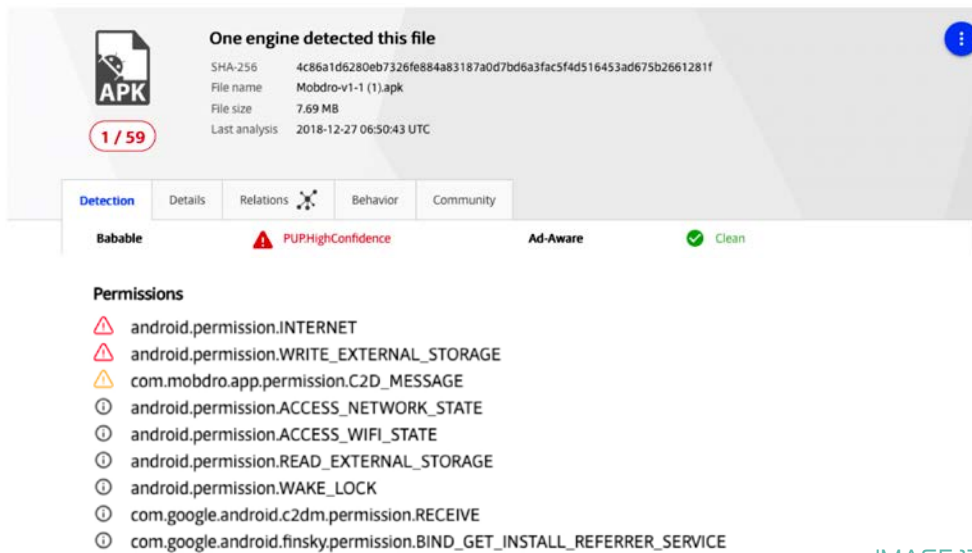 One engine detected this file
SHA-256 4c86a1d6280eb7326fe884a83187a0d7bd6a3fac5f4d516453ad675b2661281f
File name Mobdro-v1-1 (1).apk
File size 7.69 MB
Last analysis 2018-12-27 06:50:43 UTC
APK
1 / 59
Detection Details Relations Behavior Community
Babable PUP.HighConfidence Ad-Aware Clean
Permissions
android.permission.INTERNET
android.permission.WRITE_EXTERNAL_STORAGE
com.mobdro.app.permission.C2D_MESSAGE
android.permission.ACCESS_NETWORK_STATE
android.permission.ACCESS_WIFI_STATE
android.permission.READ_EXTERNAL_STORAGE
android.permission.WAKE_LOCK
com.google.android.c2dm.permission.RECEIVE
com.google.android.finsky.permission.BIND_GET_INSTALL_REFERRER_SERVICE